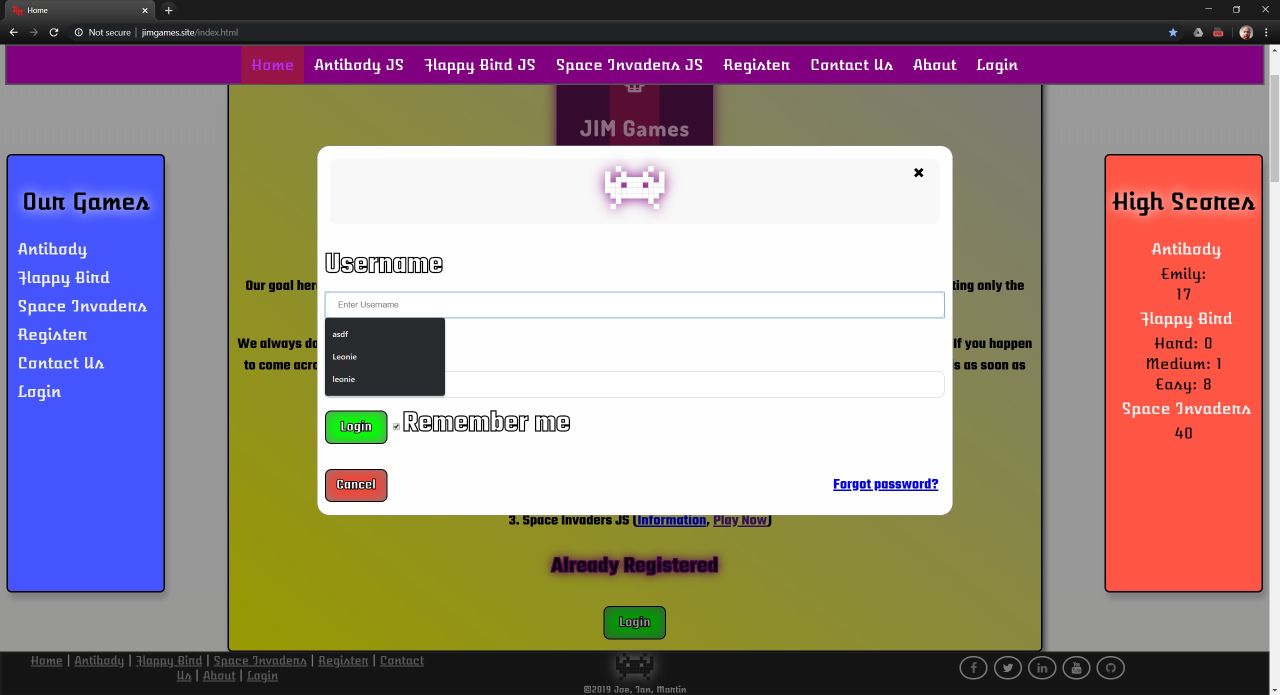 Home
Not secure | jimgames.site/index.html
Home Antibody JS Flappy Bird JS Space Invaders JS Register Contact Us About Login
JIM Games
Our Games
Antibody
Flappy Bird
Space Invaders
Register
Contact Us
Login
Username
Enter Username
asdf
Leonie
leonie
Login
Remember me
Cancel
Forgot password?
Our goal here
ting only the
We always do
If you happen
to come acro
s as soon as
3. Space Invaders JS (Information, Play Now)
Already Registered
Login
High Scores
Antibody
Emily:
17
Flappy Bird
Hard: 0
Medium: 1
Easy: 8
Space Invaders
40
Home | Antibody | Flappy Bird | Space Invaders | Register | Contact
Us | About | Login
©2019 Joe, Ian, Martin